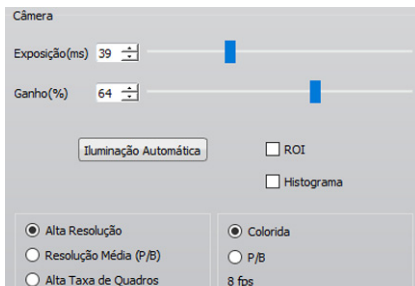 Câmera
Exposição(ms) 39
Ganho(%) 64
Iluminação Automática ROI
Histograma
Alta Resolução Colorida
Resolução Média (P/B) P/B
Alta Taxa de Quadros 8 fps